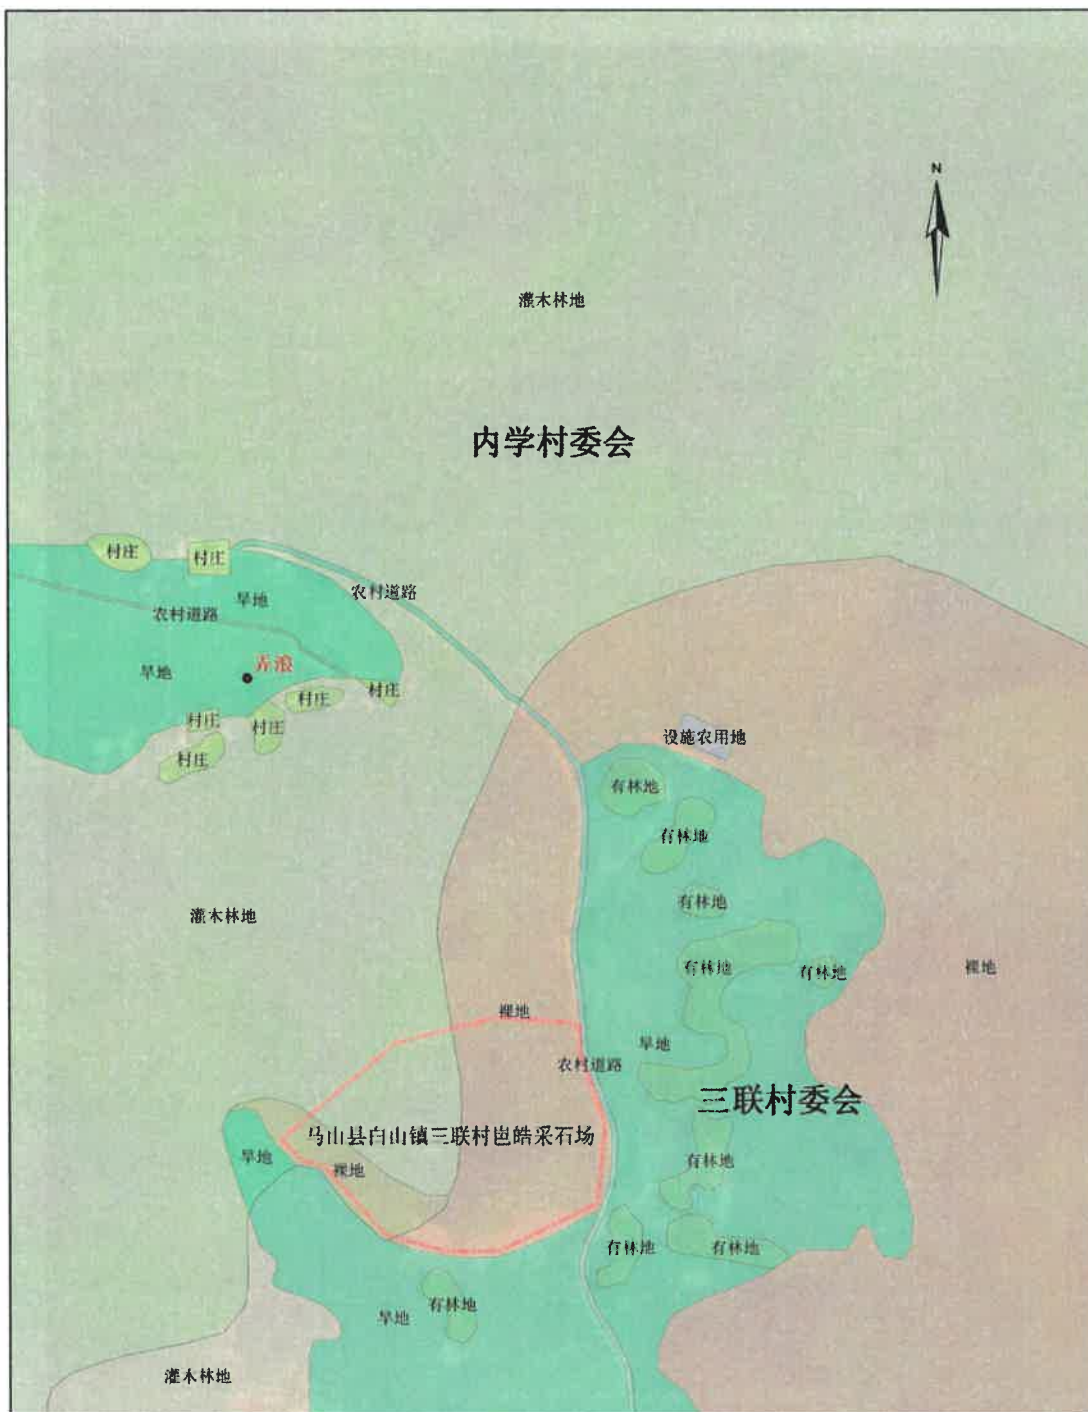 N
灌木林地
内学村委会
村庄
村庄
农村道路
旱地
农村道路
弄浪
旱地
村庄
村庄
村庄
村庄
村庄
设施农用地
有林地
有林地
有林地
灌木林地
有林地
有林地
裸地
裸地
旱地
农村道路
三联村委会
马山县白山镇三联村岜皓采石场
旱地
裸地
有林地
有林地
有林地
有林地
旱地
灌木林地